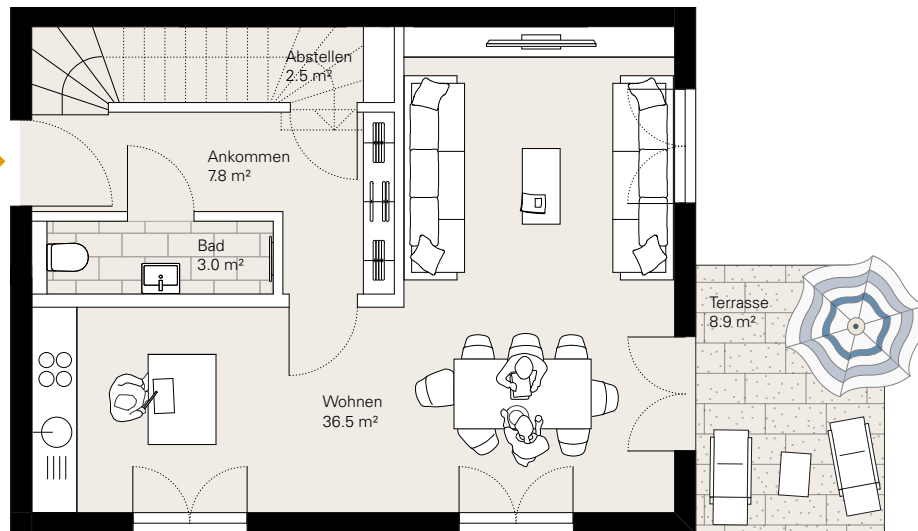 Abstellen
2.5 m²
Ankommen
7.8 m²
Bad
3.0 m²
Terrasse
8.9 m²
Wohnen
36.5 m²